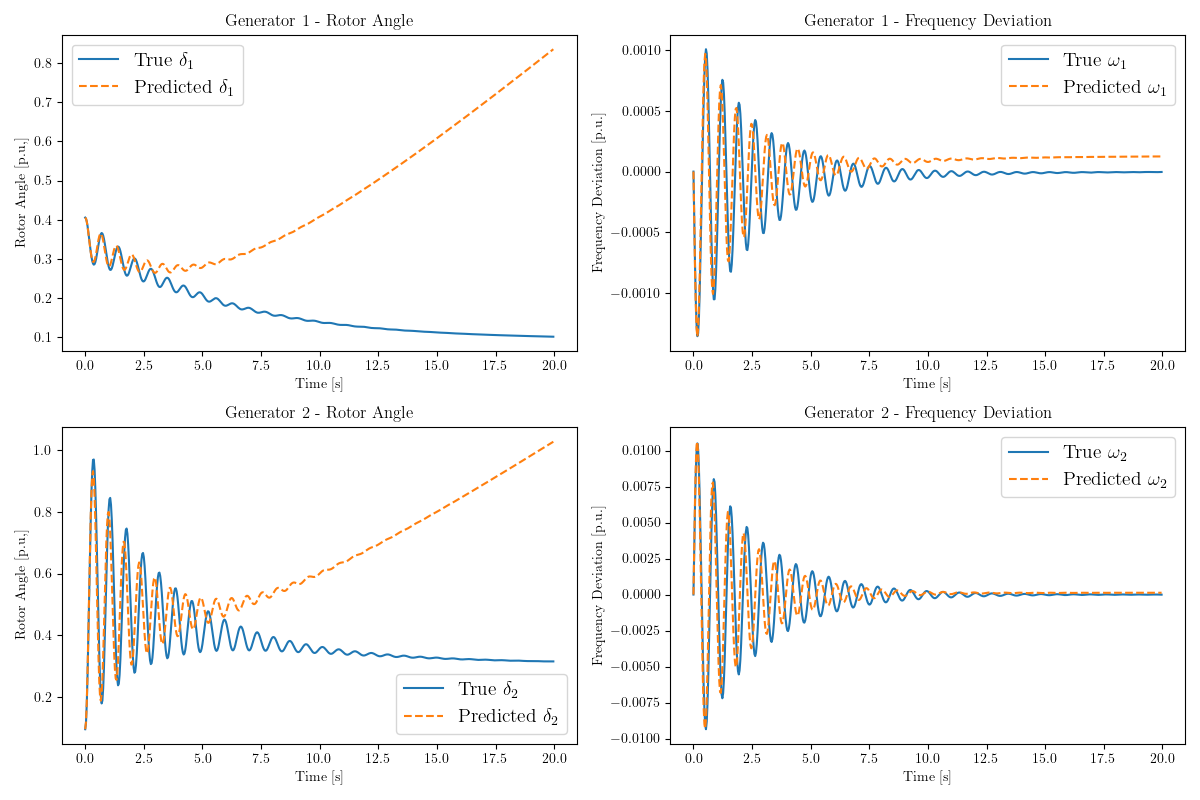 Generator 1 - Rotor Angle
True δ₁
Predicted δ₁
Rotor Angle [p.u.]
0.8
0.7
0.6
0.5
0.4
0.3
0.2
0.1
0.0 2.5 5.0 7.5 10.0 12.5 15.0 17.5 20.0
Time [s]
Generator 1 - Frequency Deviation
True ω₁
Predicted ω₁
Frequency Deviation [p.u.]
0.0010
0.0005
0.0000
−0.0005
−0.0010
0.0 2.5 5.0 7.5 10.0 12.5 15.0 17.5 20.0
Time [s]
Generator 2 - Rotor Angle
Rotor Angle [p.u.]
1.0
0.8
0.6
0.4
0.2
True δ₂
Predicted δ₂
0.0 2.5 5.0 7.5 10.0 12.5 15.0 17.5 20.0
Time [s]
Generator 2 - Frequency Deviation
True ω₂
Predicted ω₂
Frequency Deviation [p.u.]
0.0100
0.0075
0.0050
0.0025
0.0000
−0.0025
−0.0050
−0.0075
−0.0100
0.0 2.5 5.0 7.5 10.0 12.5 15.0 17.5 20.0
Time [s]